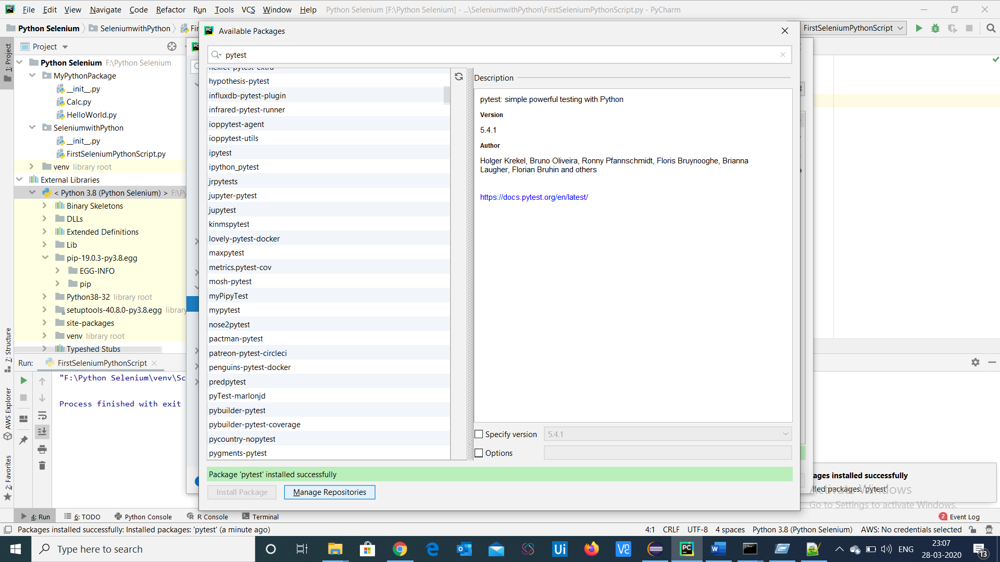 File Edit View Navigate Code Refactor Run Tools VCS Window Help Python Selenium [F:\Python Selenium] - ...\SeleniumwithPython\FirstSeleniumPythonScript.py - PyCharm
Python Selenium SeleniumwithPython
FirstSeleniumPythonScript
Available Packages
pytest
1: Project
Project
Python Selenium F:\Python Selenium
MyPythonPackage
__init__.py
Calc.py
HelloWorld.py
SeleniumwithPython
__init__.py
FirstSeleniumPythonScript.py
venv library root
External Libraries
< Python 3.8 (Python Selenium) >
Binary Skeletons
DLLs
Extended Definitions
Lib
pip-19.0.3-py3.8.egg
EGG-INFO
pip
Python38-32 library root
setuptools-40.8.0-py3.8.egg library
site-packages
venv library root
Typeshed Stubs
hypothesis-pytest
influxdb-pytest-plugin
infrared-pytest-runner
ioppytest-agent
ioppytest-utils
ipytest
ipython_pytest
jrpytests
jupyter-pytest
jupytest
kinmspytest
lovely-pytest-docker
maxpytest
metrics.pytest-cov
mosh-pytest
myPipyTest
mypytest
nose2pytest
pactman-pytest
patreon-pytest-circleci
penguins-pytest-docker
predpytest
pyTest-marlonjd
pybuilder-pytest
pybuilder-pytest-coverage
pycountry-nopytest
pygments-pytest
Description
pytest: simple powerful testing with Python
Version
5.4.1
Author
Holger Krekel, Bruno Oliveira, Ronny Pfannschmidt, Floris Bruynooghe, Brianna
Laugher, Florian Bruhin and others
https://docs.pytest.org/en/latest/
Specify version 5.4.1
Options
Package 'pytest' installed successfully
Install Package Manage Repositories
7: Structure
AWS Explorer
2: Favorites
Run: FirstSeleniumPythonScript
"F:\Python Selenium\venv\Sc
Process finished with exit
ages installed successfully
lled packages: 'pytest'
Activate Windows
Go to Settings to activate Windows.
4: Run 6: TODO Python Console R Console Terminal 2 Event Log
Packages installed successfully: Installed packages: 'pytest' (a minute ago) 4:1 CRLF UTF-8 4 spaces Python 3.8 (Python Selenium) AWS: No credentials selected
Type here to search
ENG
23:07
28-03-2020
13